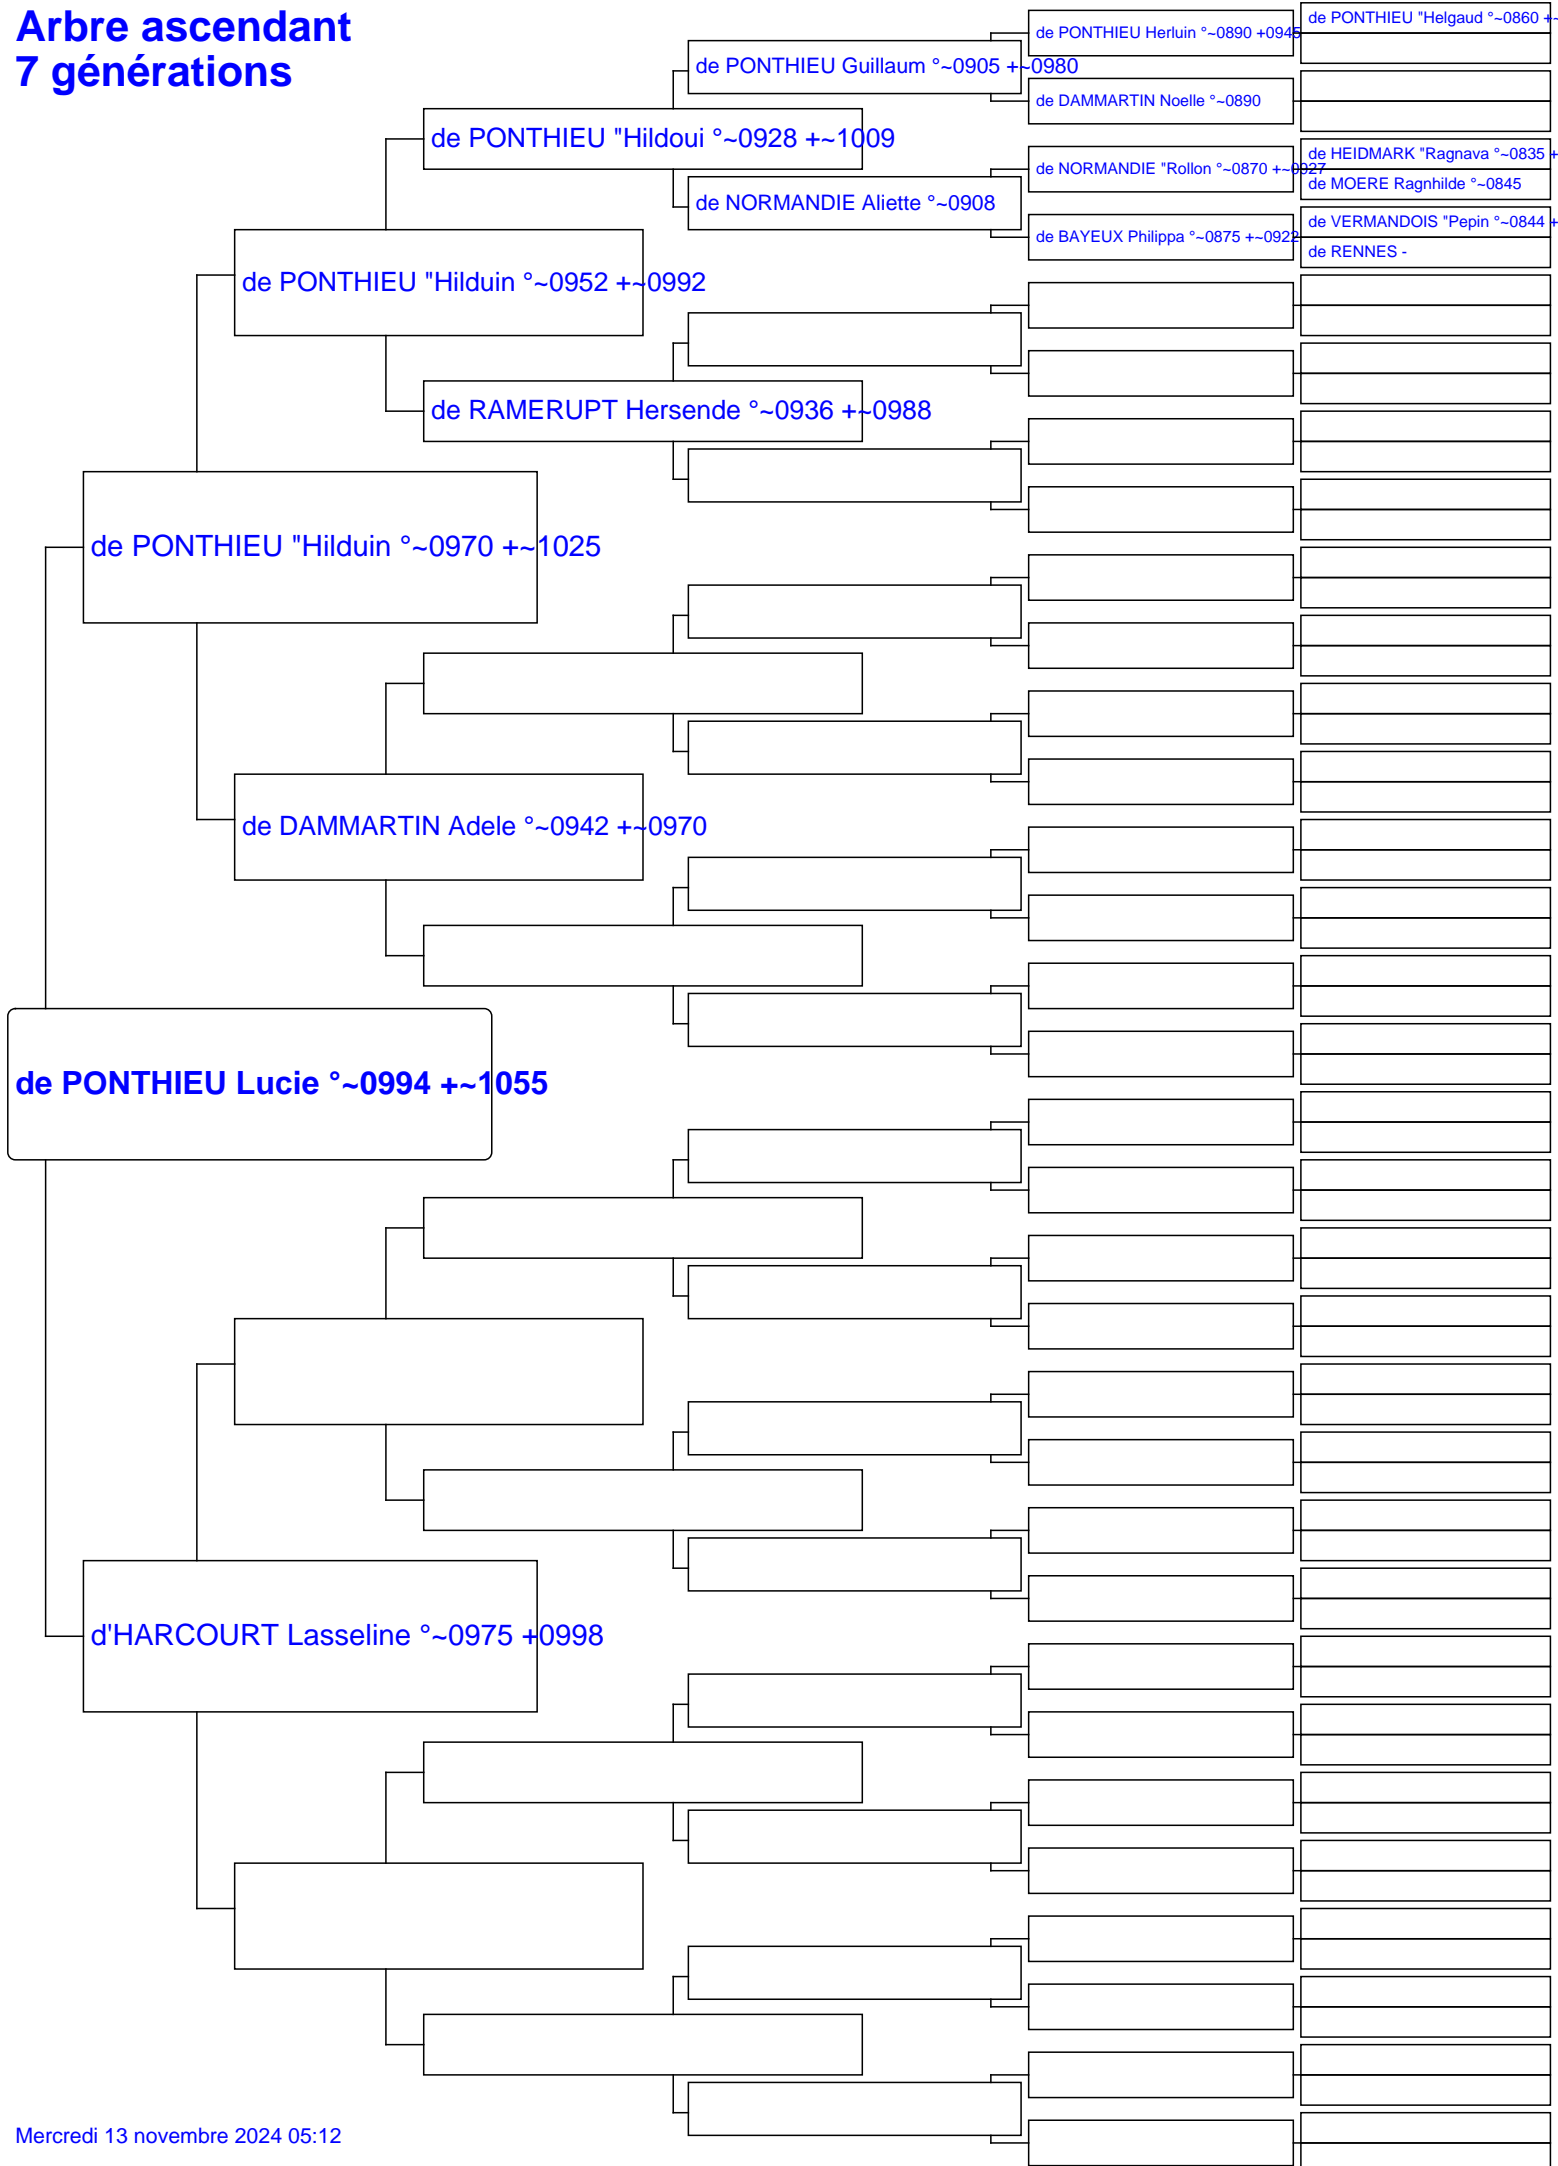 Arbre ascendant
7 générations
de PONTHIEU "Helgaud °~0860 +~
de PONTHIEU Herluin °~0890 +0945
de PONTHIEU Guillaum °~0905 +~0980
de DAMMARTIN Noelle °~0890
de PONTHIEU "Hildoui °~0928 +~1009
de HEIDMARK "Ragnava °~0835 +
de NORMANDIE "Rollon °~0870 +~0927
de MOERE Ragnhilde °~0845
de NORMANDIE Aliette °~0908
de VERMANDOIS "Pepin °~0844 +
de BAYEUX Philippa °~0875 +~0922
de RENNES -
de PONTHIEU "Hilduin °~0952 +~0992
de RAMERUPT Hersende °~0936 +~0988
de PONTHIEU "Hilduin °~0970 +~1025
de DAMMARTIN Adele °~0942 +~0970
de PONTHIEU Lucie °~0994 +~1055
d'HARCOURT Lasseline °~0975 +0998
Mercredi 13 novembre 2024 05:12